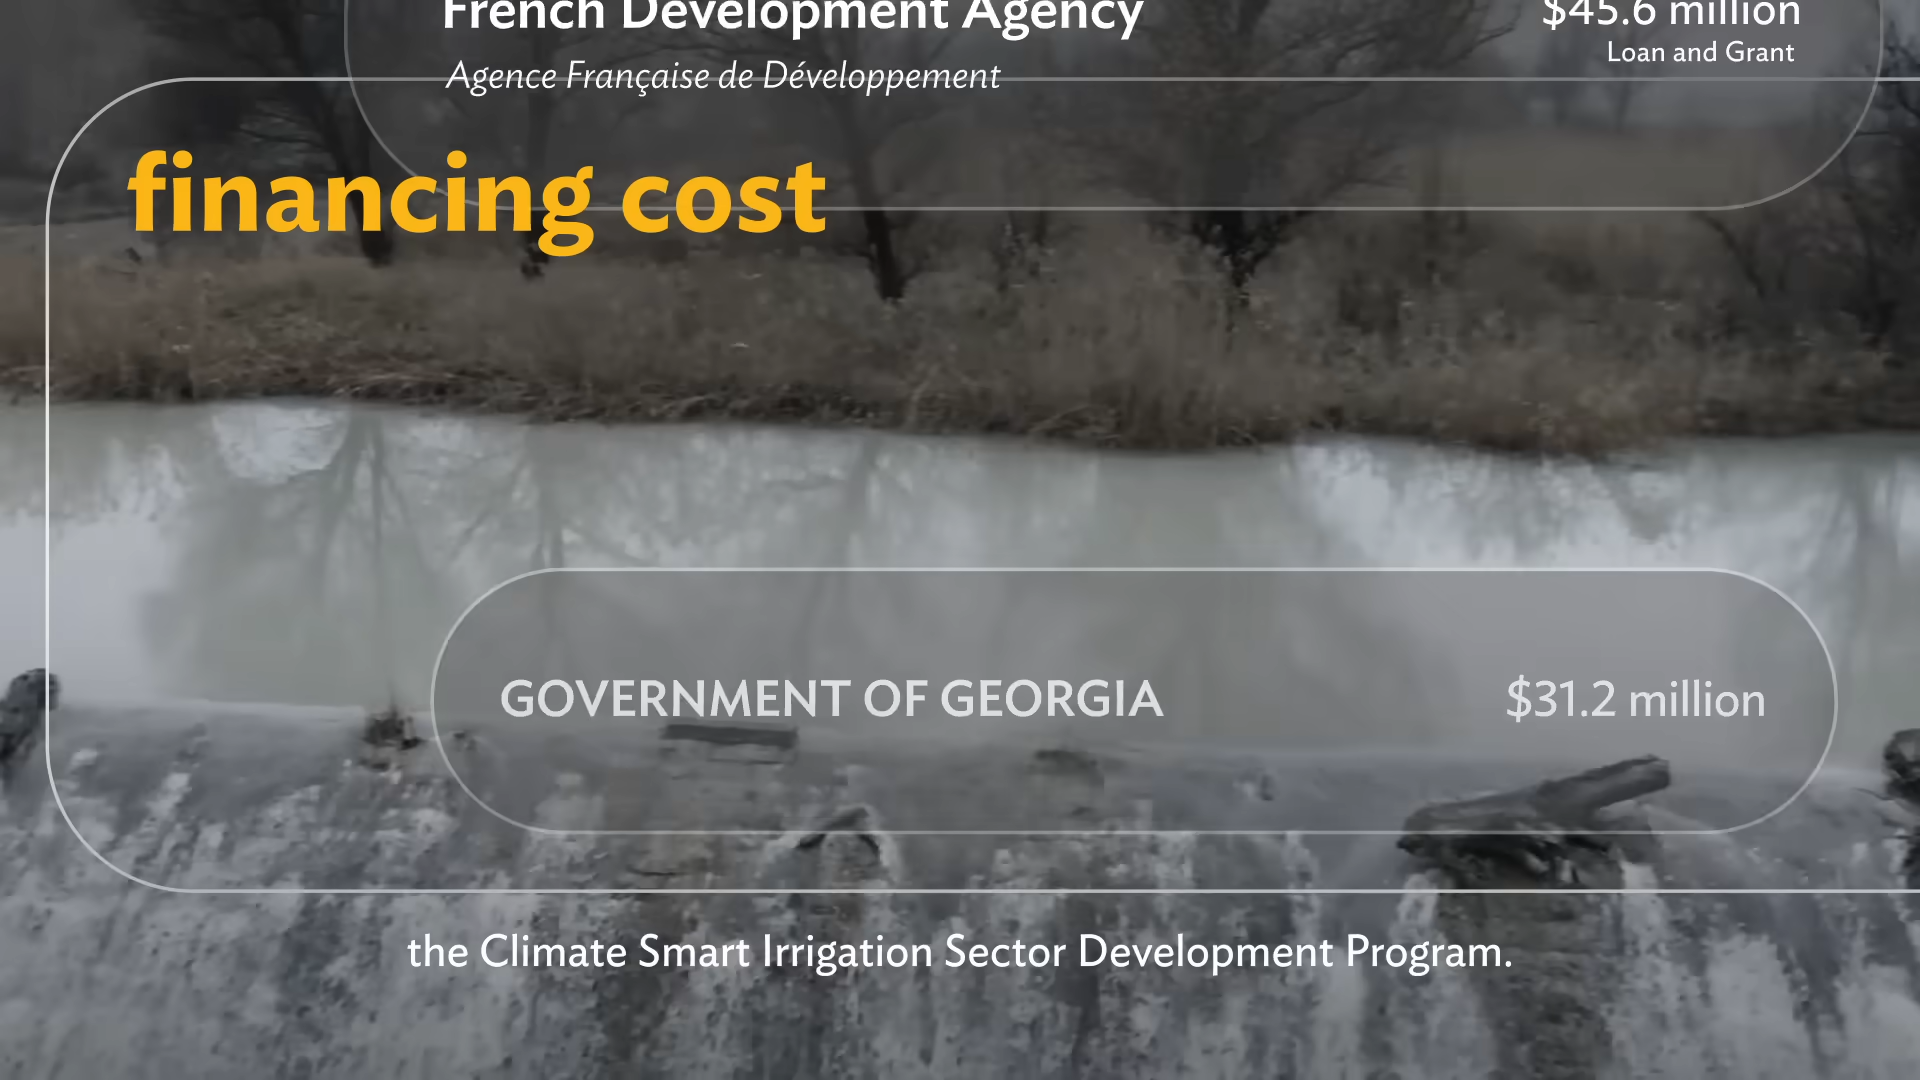 French Development Agency
$45.6 million
Loan and Grant
Agence Française de Développement
financing cost
GOVERNMENT OF GEORGIA
$31.2 million
the Climate Smart Irrigation Sector Development Program.